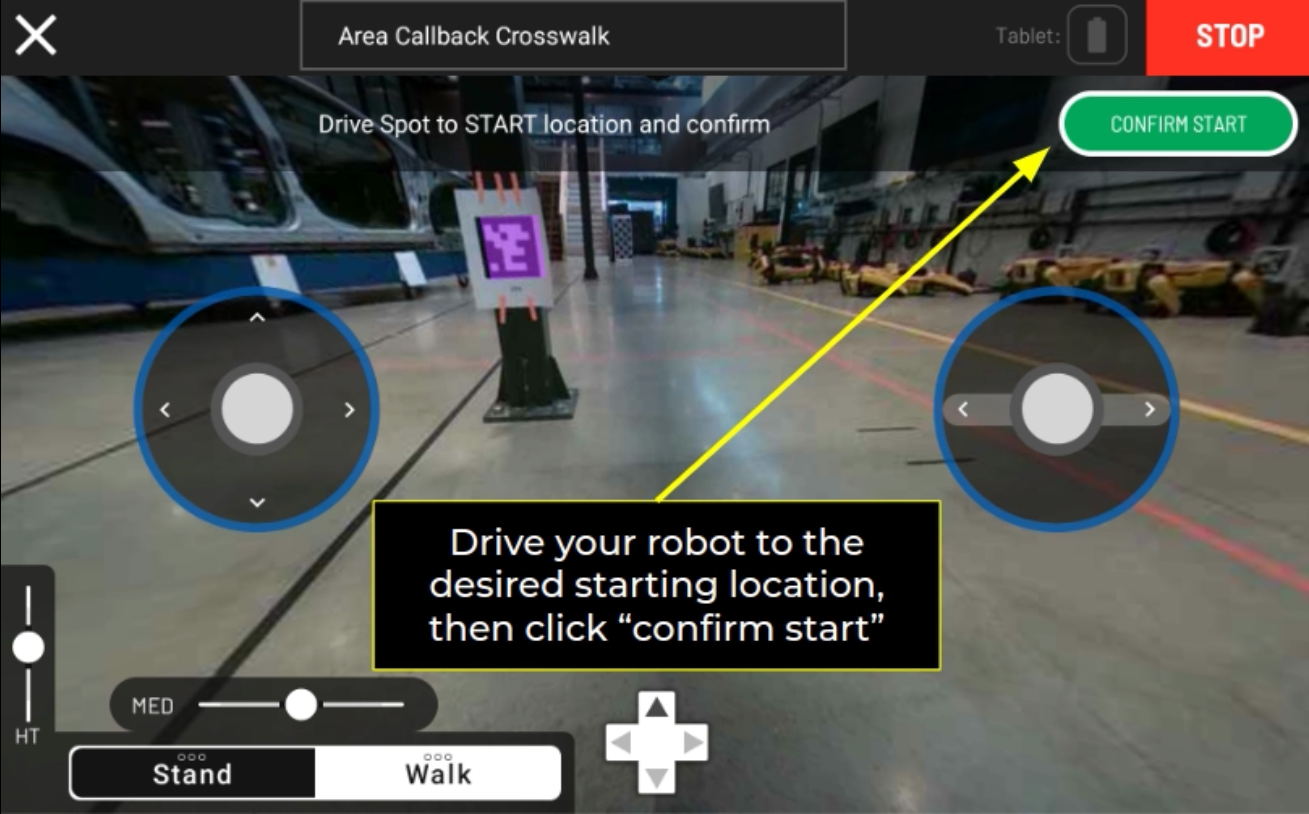 Area Callback Crosswalk
Tablet:
STOP
Drive Spot to START location and confirm
CONFIRM START
Drive your robot to the
desired starting location,
then click “confirm start”
MED
HT
Stand
Walk